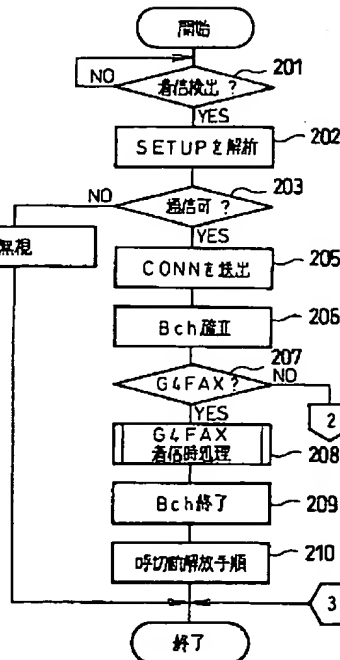 開始
着信検出? 201
NO
YES
SETUPを解析 202
NO
通信可? 203
YES
無視
CONNを送出 205
Bch確立 206
G4FAX? 207
NO
YES
2
G4FAX
着信時処理 208
Bch終了 209
呼切断解放手順 210
3
終了